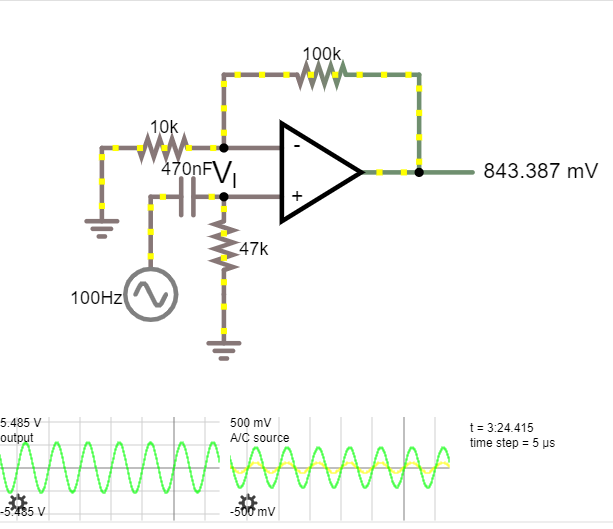 100k
10k
-
470nF
VI
843.387 mV
+
47k
100Hz
5.485 V
output
-5.485 V
500 mV
A/C source
-500 mV
t = 3:24.415
time step = 5 µs